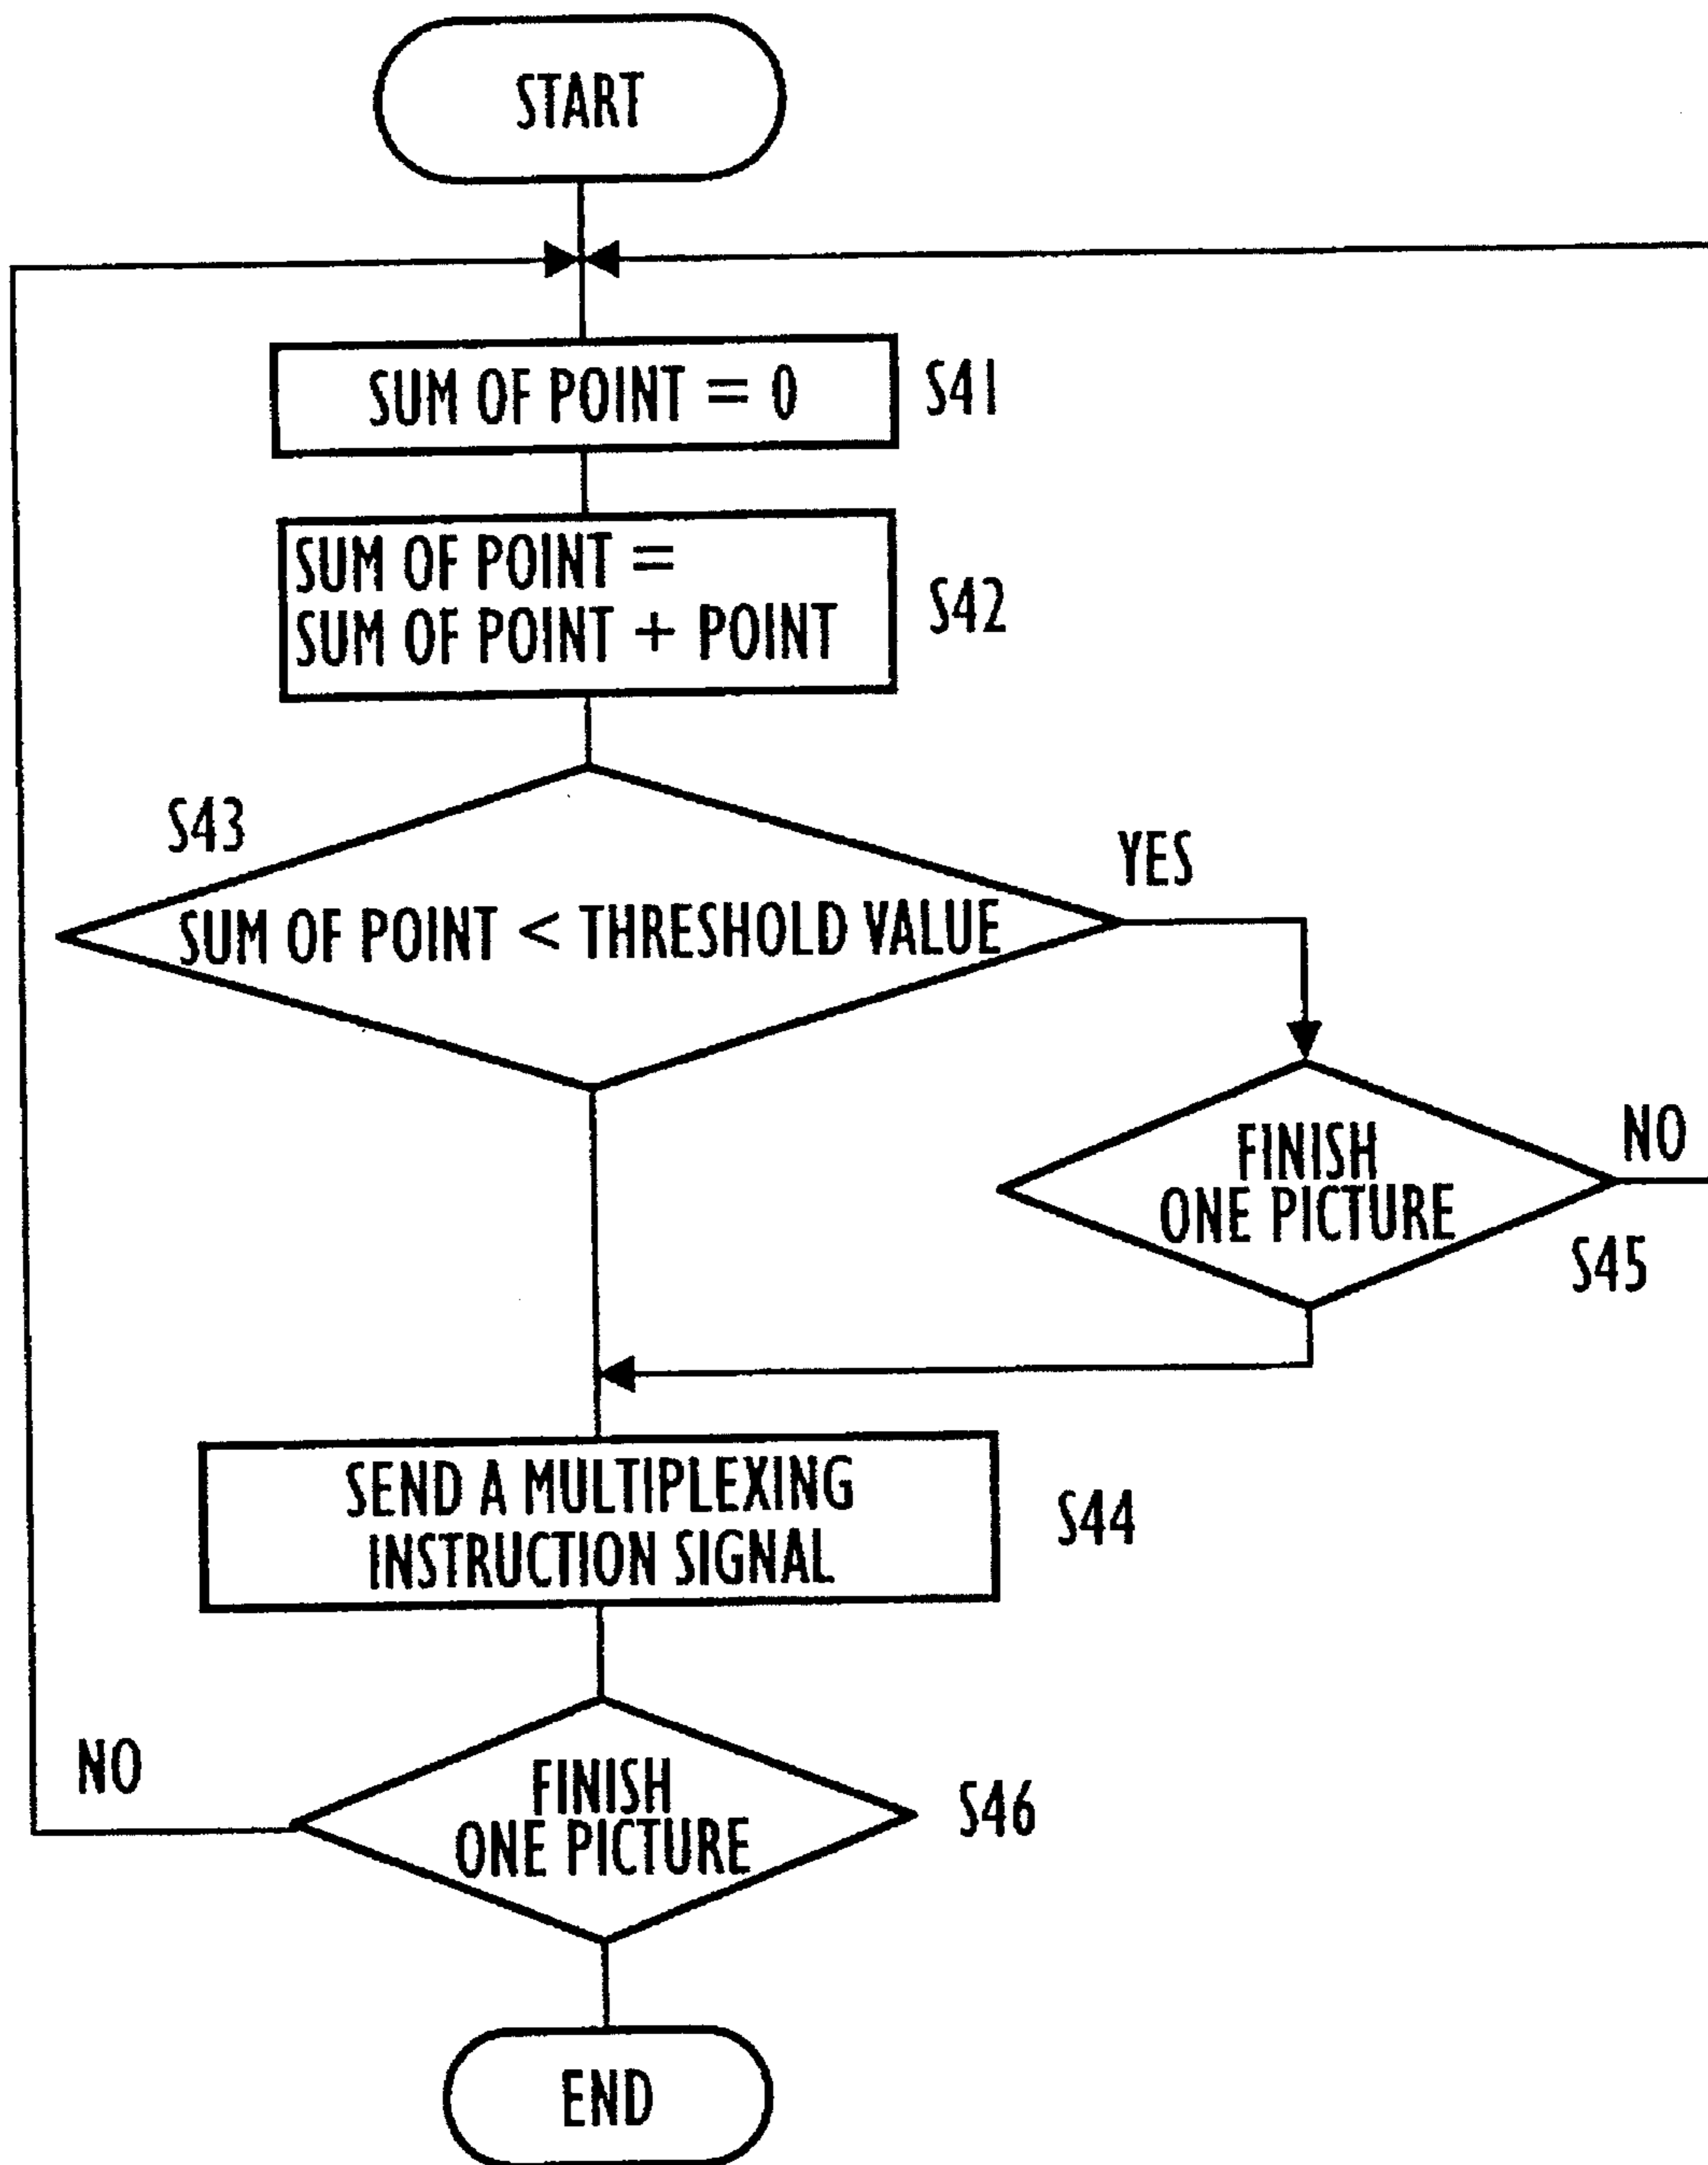 START
SUM OF POINT = 0
S41
SUM OF POINT =
SUM OF POINT + POINT
S42
S43
SUM OF POINT < THRESHOLD VALUE
YES
FINISH
ONE PICTURE
NO
S45
SEND A MULTIPLEXING
INSTRUCTION SIGNAL
S44
NO
FINISH
ONE PICTURE
S46
END